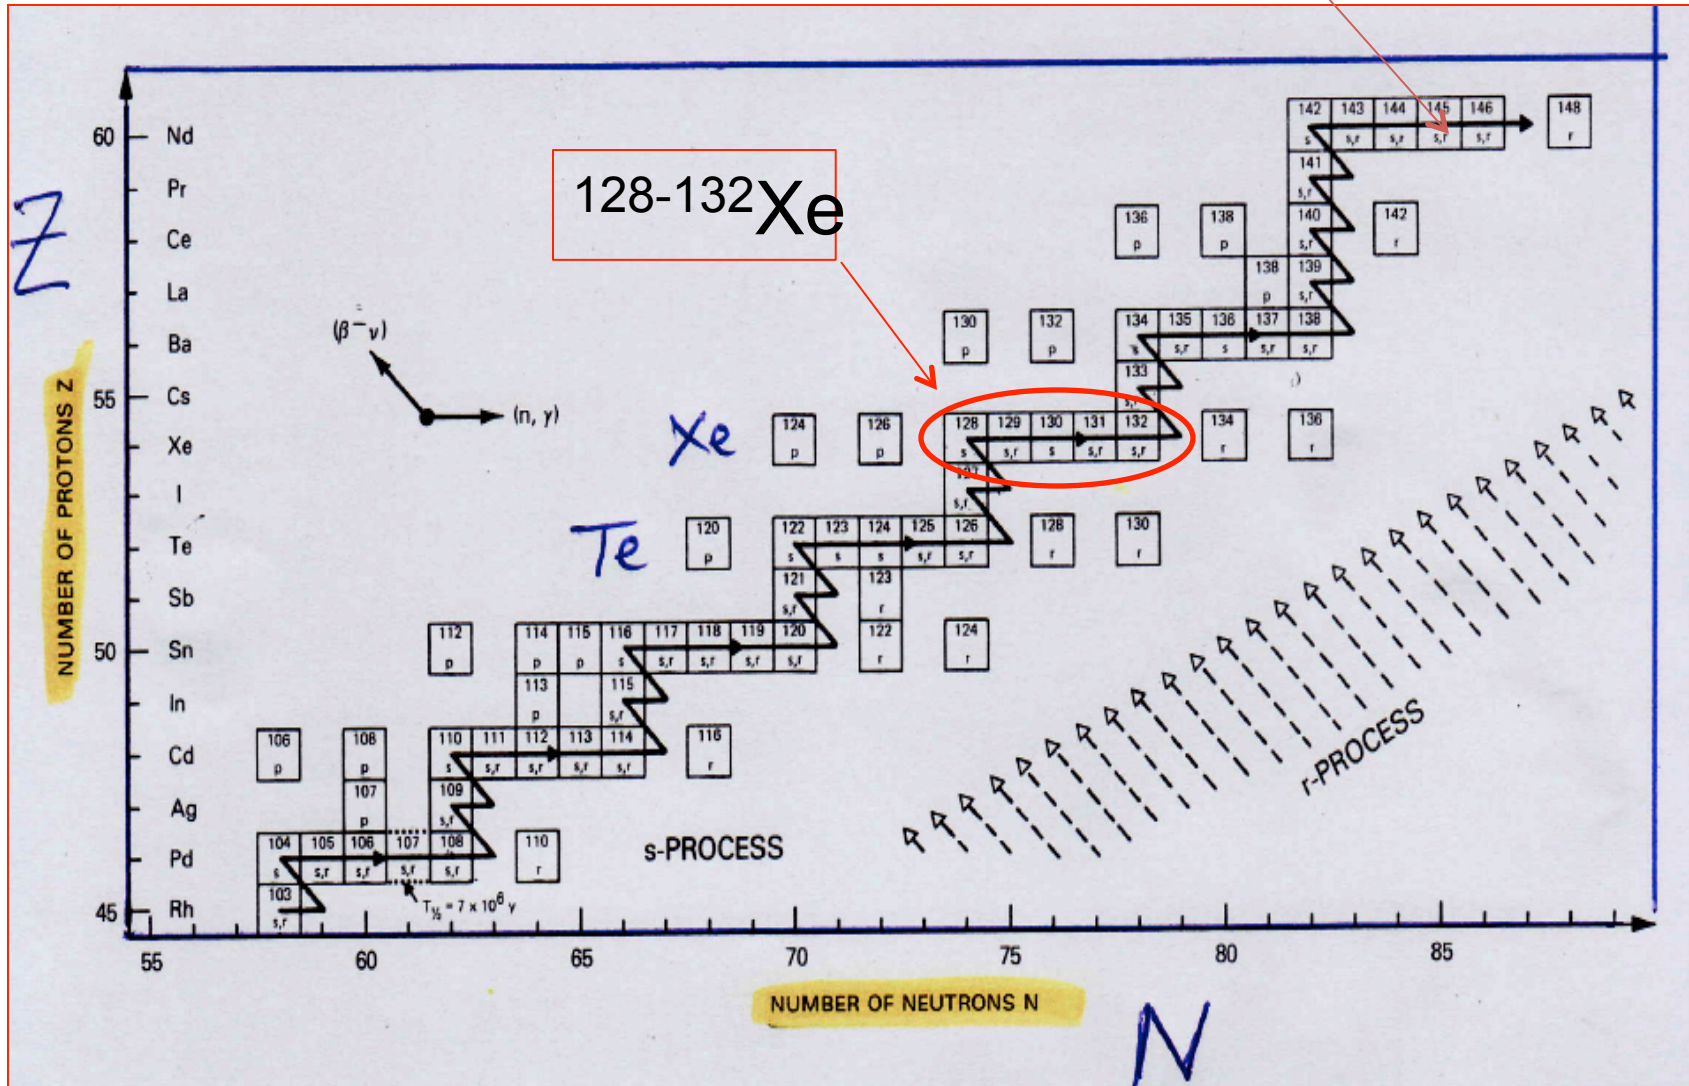 142 143 144 145 146 148
60 Nd s s,r s,r s,r s,r r
141
Pr s,r
128-132Xe
Z
136 138 140 142
Ce p p s,r r
138 139
La p s,r
(β⁻ν)
130 132 134 135 136 137 138
Ba p p s s,r s s,r s,r
133
55 Cs s,r
(n, γ)
Xe
124 126 128 129 130 131 132 134 136
Xe p p s s,r s s,r s,r r r
127
I s,r
Te
120 122 123 124 125 126 128 130
Te p s s s s,r s,r r r
121 123
Sb s,r r
112 114 115 116 117 118 119 120 122 124
50 Sn p p p s s,r s,r s,r s,r r r
113 115
In p s,r
106 108 110 111 112 113 114 116
Cd p p s s,r s,r s,r s,r r
107 109
Ag p s,r
104 105 106 107 108 110
Pd s s,r s,r s,r s,r r
103
45 Rh s,r
T½ = 7 × 10⁶ y
s-PROCESS
r-PROCESS
NUMBER OF PROTONS Z
55 60 65 70 75 80 85
NUMBER OF NEUTRONS N
N